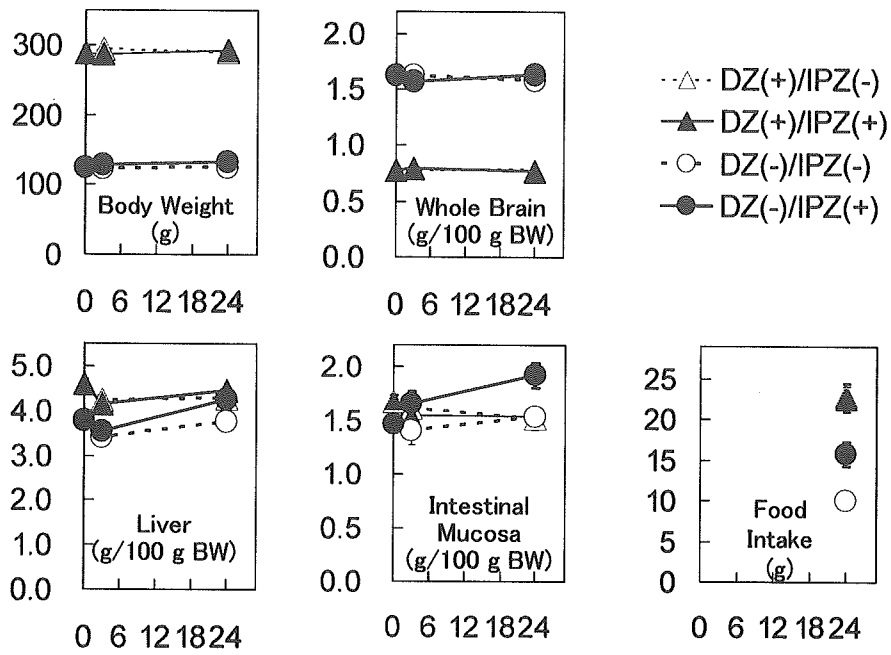 300
200
100
0
Body Weight
(g)
0 6 12 18 24
2.0
1.5
1.0
0.5
0.0
Whole Brain
(g/100 g BW)
0 6 12 18 24
DZ(+)/IPZ(-)
DZ(+)/IPZ(+)
DZ(-)/IPZ(-)
DZ(-)/IPZ(+)
5.0
4.0
3.0
2.0
1.0
0.0
Liver
(g/100 g BW)
0 6 12 18 24
2.0
1.5
1.0
0.5
0.0
Intestinal
Mucosa
(g/100 g BW)
0 6 12 18 24
25
20
15
10
5
0
Food
Intake
(g)
0 6 12 18 24